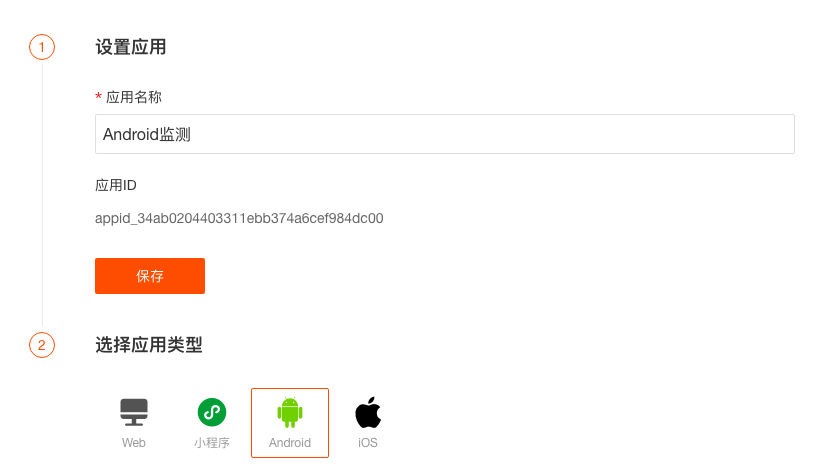 1
设置应用
* 应用名称
Android监测
应用ID
appid_34ab0204403311ebb374a6cef984dc00
保存
2
选择应用类型
Web 小程序 Android iOS